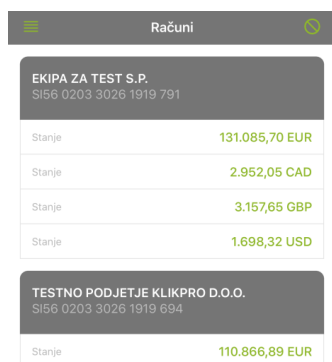 Računi
EKIPA ZA TEST S.P.
SI56 0203 3026 1919 791
Stanje 131.085,70 EUR
Stanje 2.952,05 CAD
Stanje 3.157,65 GBP
Stanje 1.698,32 USD
TESTNO PODJETJE KLIKPRO D.O.O.
SI56 0203 3026 1919 694
Stanje 110.866,89 EUR